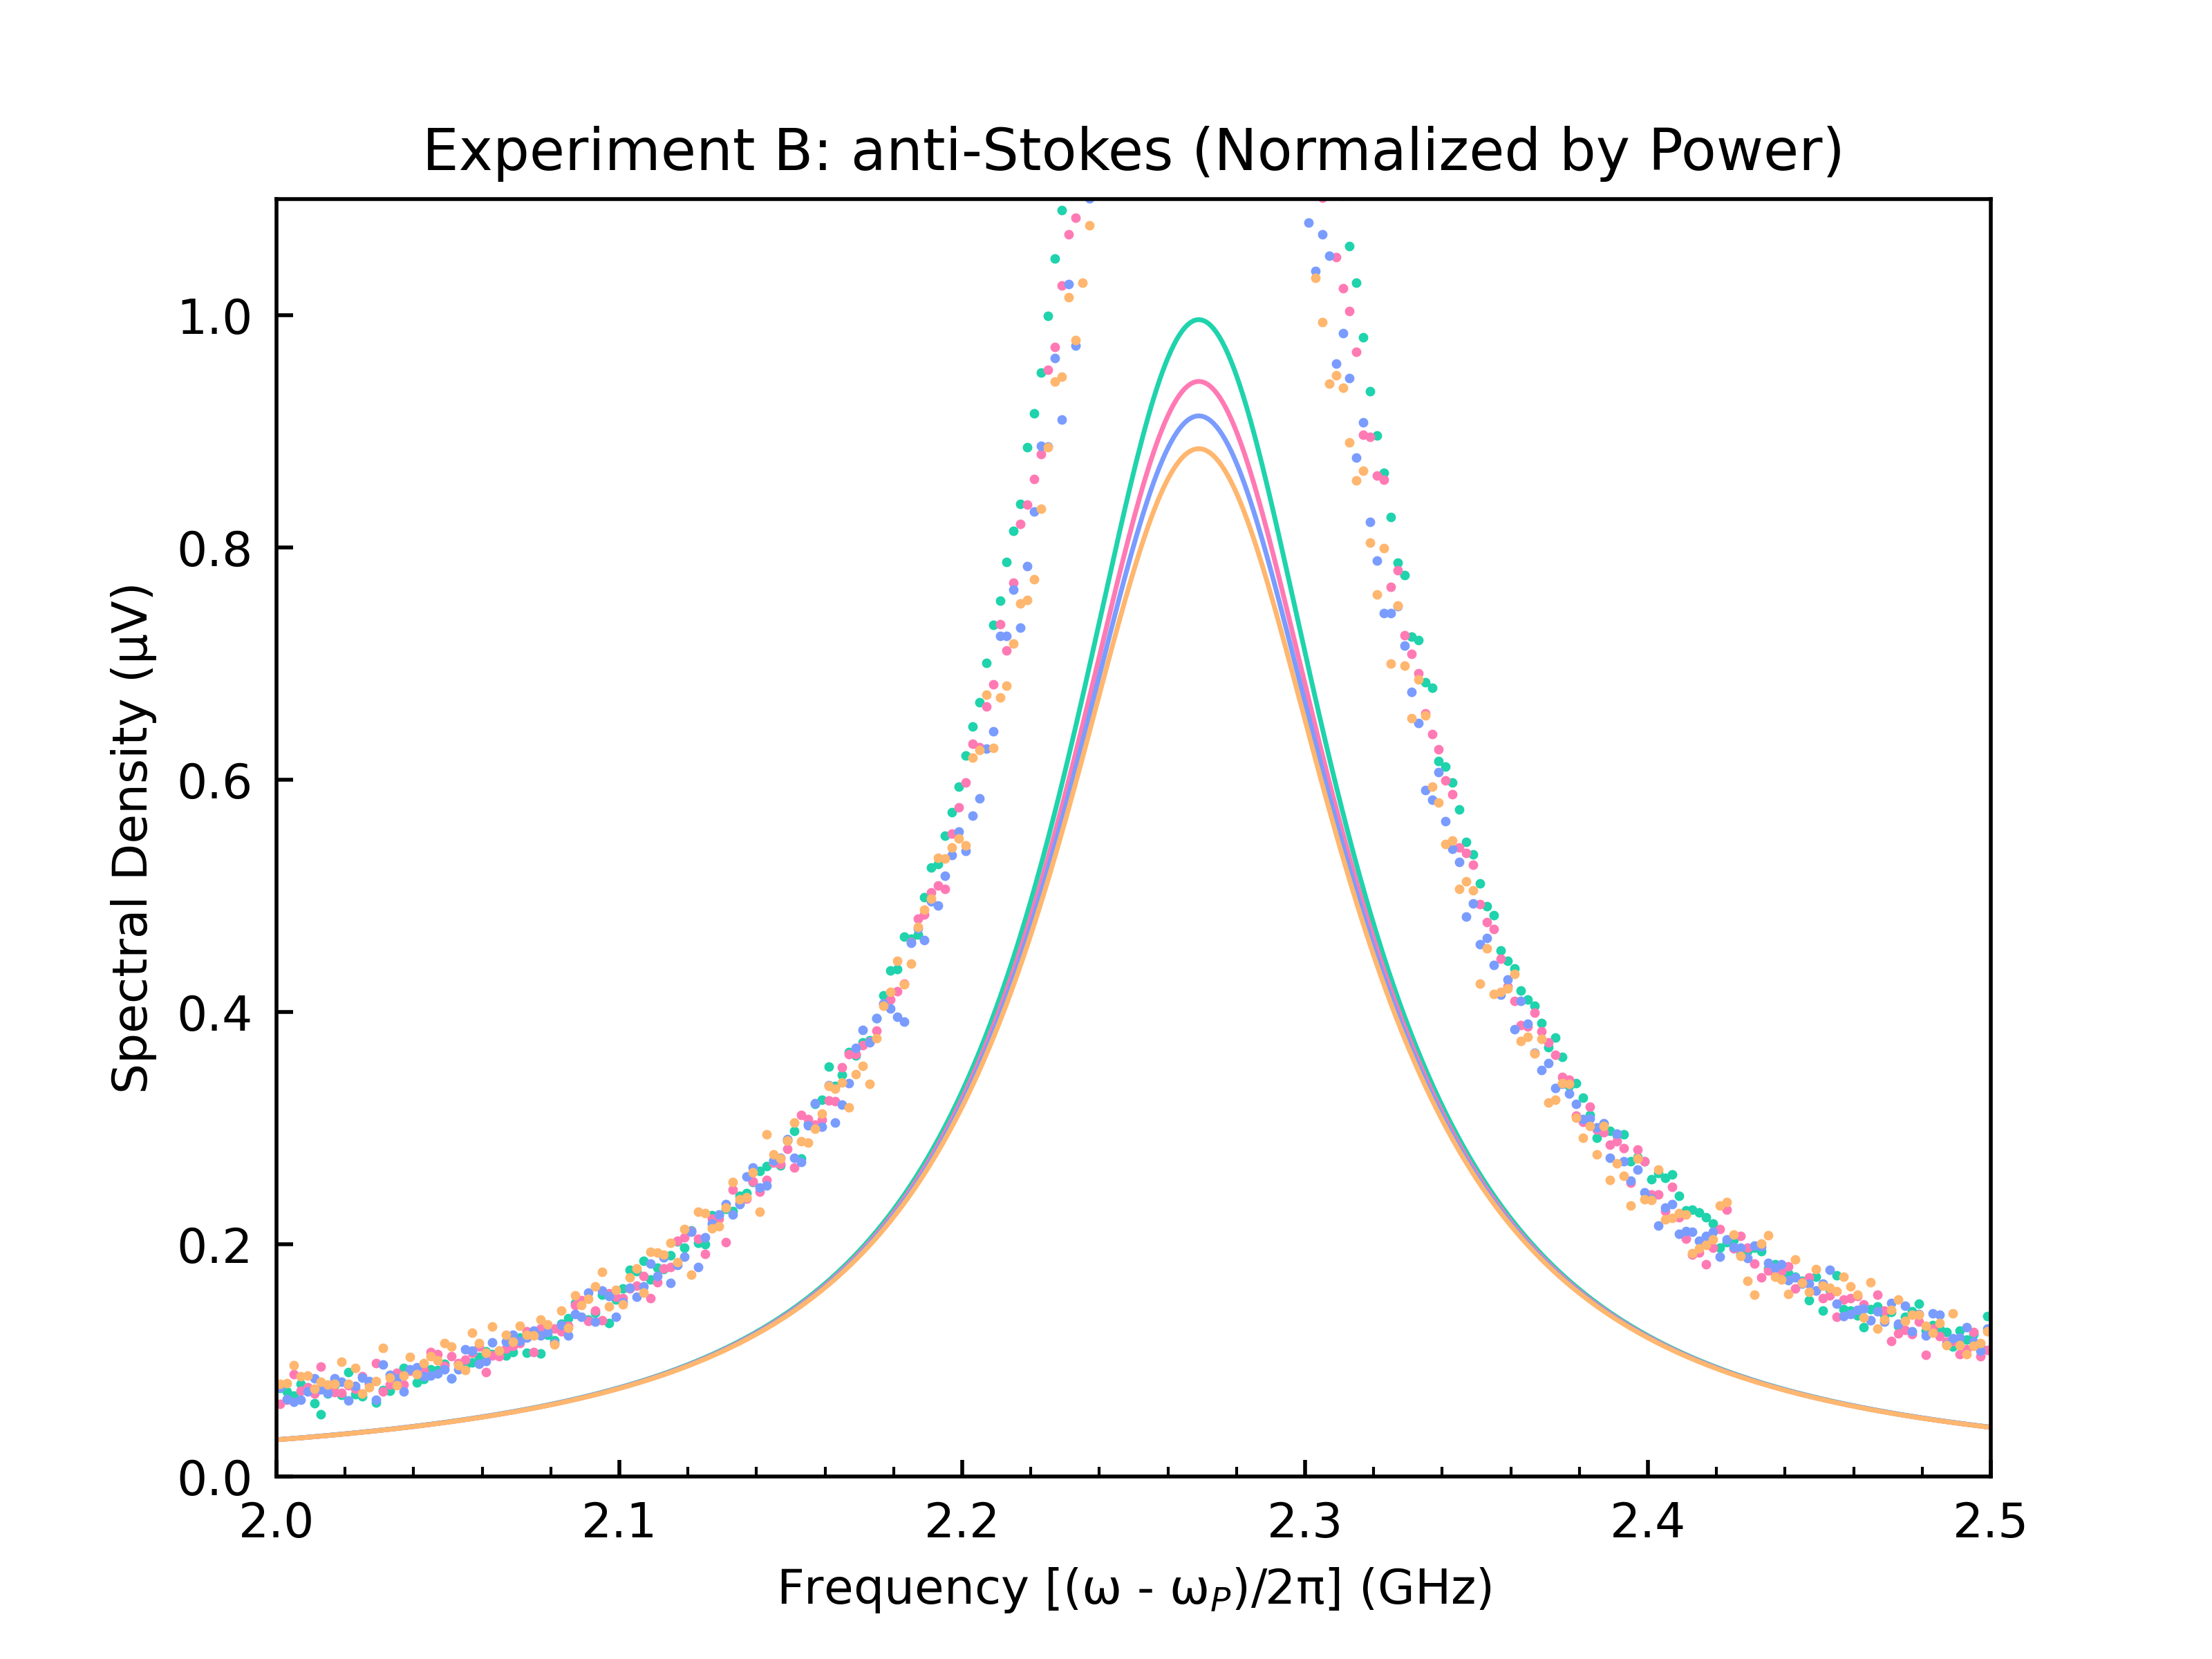 Experiment B: anti-Stokes (Normalized by Power)
Spectral Density (μV)
1.0
0.8
0.6
0.4
0.2
0.0
2.0 2.1 2.2 2.3 2.4 2.5
Frequency [(ω - ωP)/2π] (GHz)